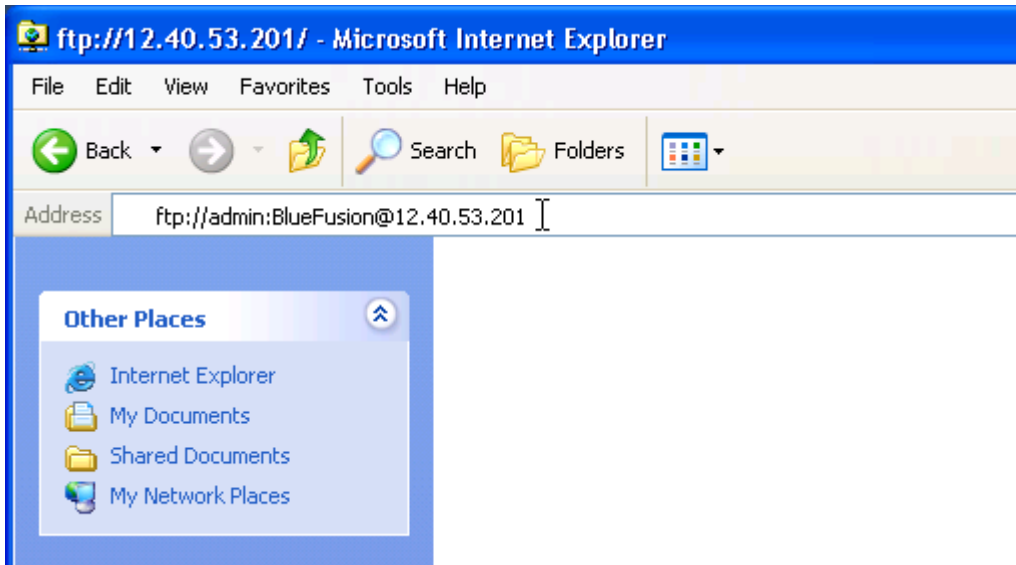 ftp://12.40.53.201/ - Microsoft Internet Explorer
File Edit View Favorites Tools Help
Back Search Folders
Address ftp://admin:BlueFusion@12.40.53.201
Other Places
Internet Explorer
My Documents
Shared Documents
My Network Places